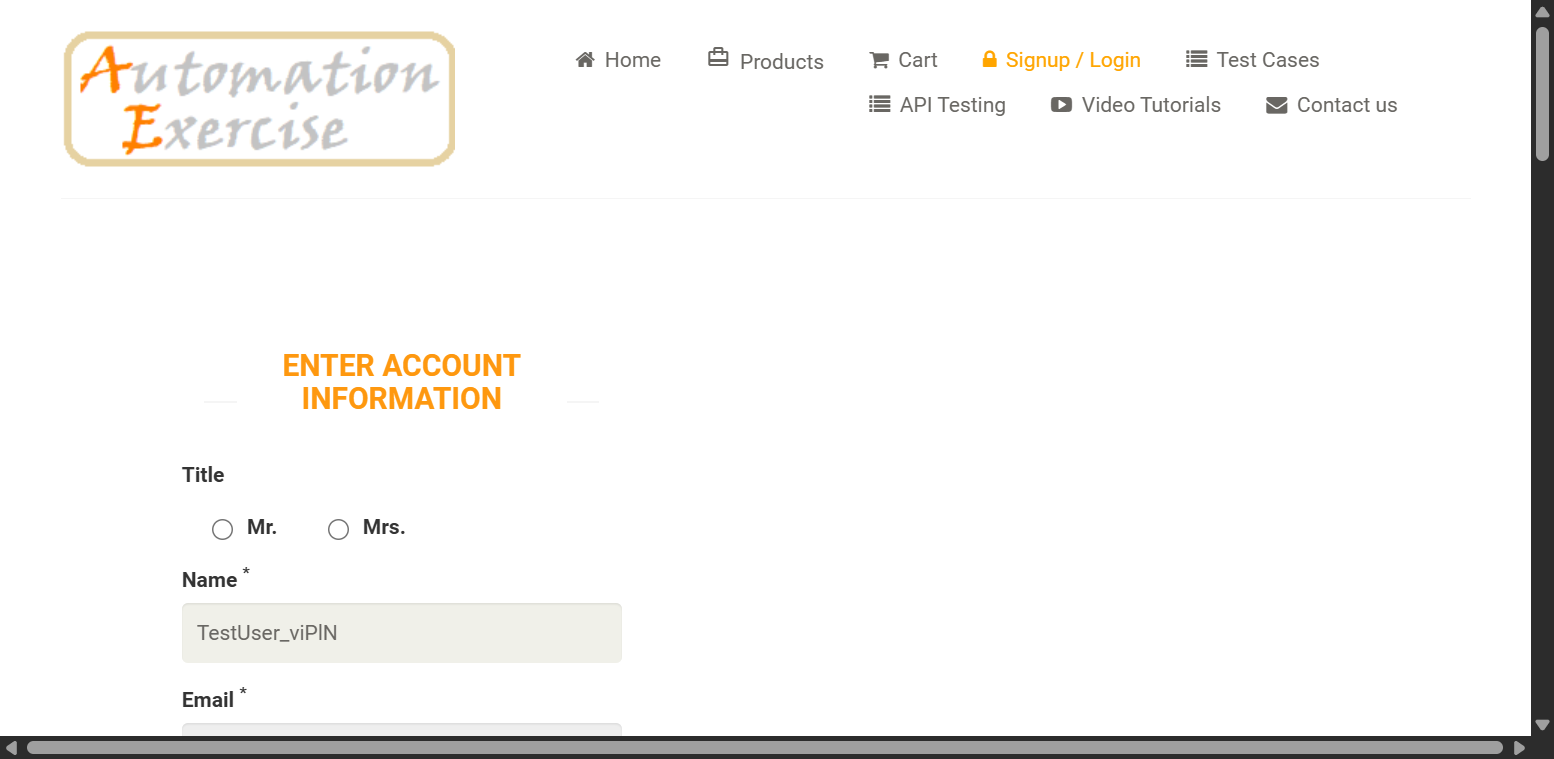 Automation
Exercise
Home Products Cart Signup / Login Test Cases
API Testing Video Tutorials Contact us
ENTER ACCOUNT
INFORMATION
Title
Mr. Mrs.
Name *
TestUser_viPlN
Email *